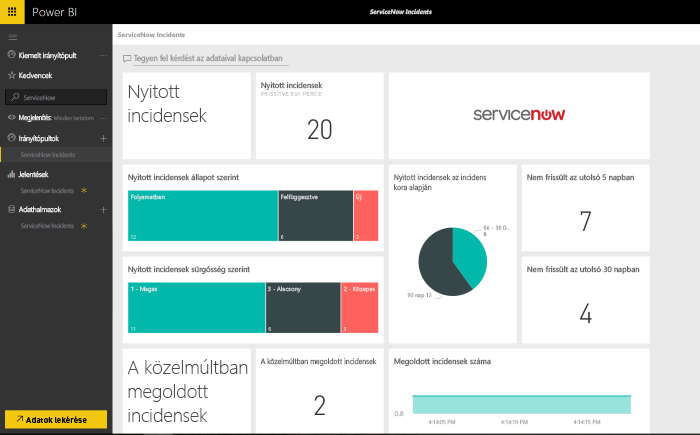 Power BI
ServiceNow Incidents
ServiceNow Incidents
Kiemelt irányítópult
Kedvencek
ServiceNow
Megjelenítés: Minden tartalom
Irányítópultok
ServiceNow Incidents
Jelentések
ServiceNow Incidents
Adathalmazok
ServiceNow Incidents
Adatok lekérése
Tegyen fel kérdést az adataival kapcsolatban
Nyitott
incidensek
Nyitott incidensek
FRISSÍTVE EGY PERCE
20
servicenow
Nyitott incidensek állapot szerint
Folyamatban
12
Felfüggesztve
6
Új
2
Nyitott incidensek az incidens
kora alapján
06 - 30 D...
8
90 nap 12
Nem frissült az utolsó 5 napban
7
Nyitott incidensek sürgősség szerint
1 - Magas
11
3 - Alacsony
6
2 - Közepes
3
Nem frissült az utolsó 30 napban
4
A közelmúltban
megoldott
incidensek
A közelmúltban megoldott incidensek
2
Megoldott incidensek száma
0.8
4:14:05 PM
4:14:10 PM
4:14:15 PM